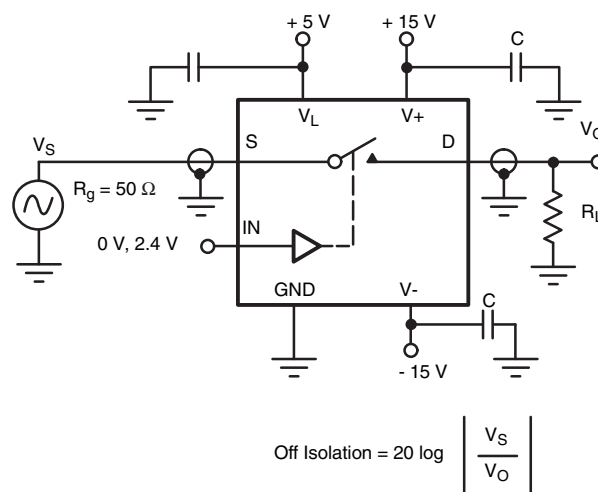 + 5 V
+ 15 V
C
V_L
V+
V_S
S
D
V_O
R_g = 50 Ω
R_L
IN
0 V, 2.4 V
GND
V-
C
- 15 V
Off Isolation = 20 log | V_S / V_O |